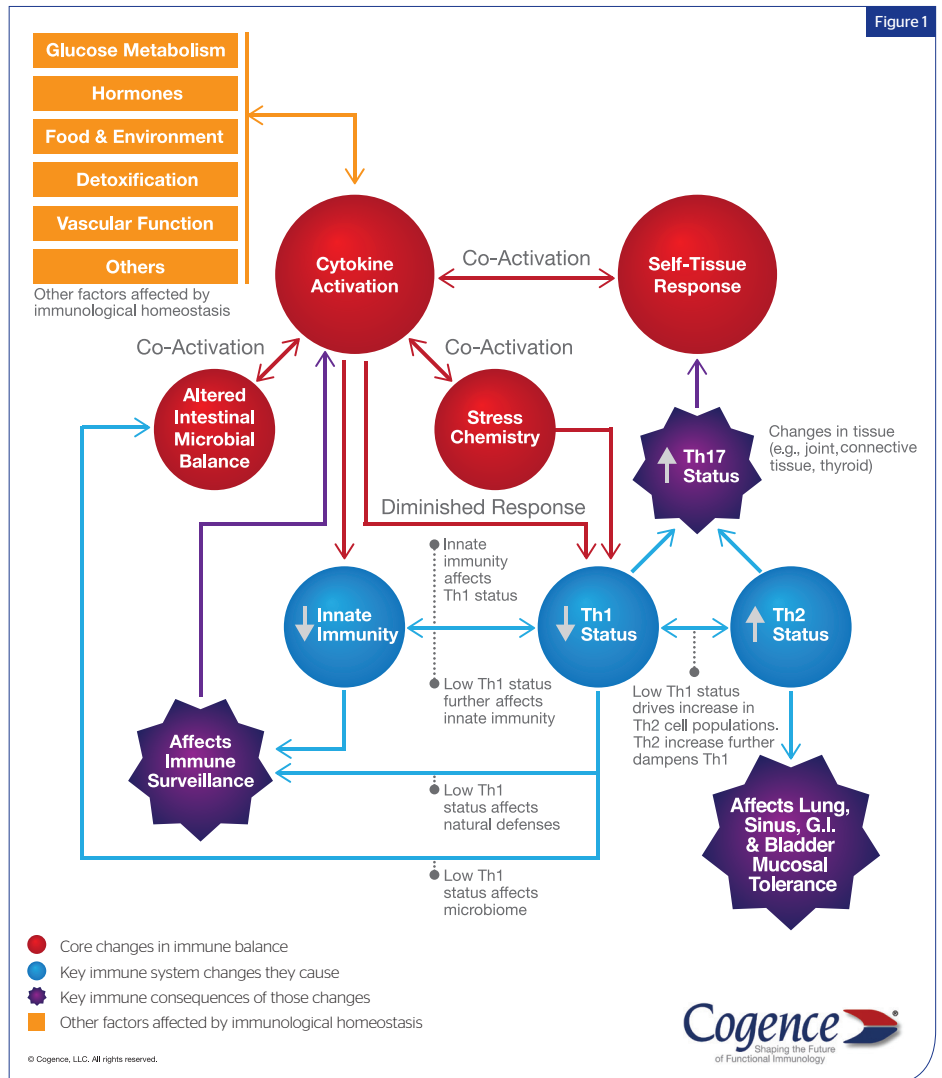 Figure 1
Glucose Metabolism
Hormones
Food & Environment
Detoxification
Vascular Function
Others
Other factors affected by
immunological homeostasis
Cytokine
Activation
Co-Activation
Self-Tissue
Response
Co-Activation
Co-Activation
Altered
Intestinal
Microbial
Balance
Stress
Chemistry
Th17
Status
Changes in tissue
(e.g., joint, connective
tissue, thyroid)
Diminished Response
Innate
immunity
affects
Th1 status
Innate
Immunity
Th1
Status
Th2
Status
Low Th1 status
further affects
innate immunity
Low Th1 status
drives increase in
Th2 cell populations.
Th2 increase further
dampens Th1
Affects
Immune
Surveillance
Low Th1
status affects
natural defenses
Affects Lung,
Sinus, G.I.
& Bladder
Mucosal
Tolerance
Low Th1
status affects
microbiome
Core changes in immune balance
Key immune system changes they cause
Key immune consequences of those changes
Other factors affected by immunological homeostasis
© Cogence, LLC. All rights reserved.
Cogence
Shaping the Future
of Functional Immunology